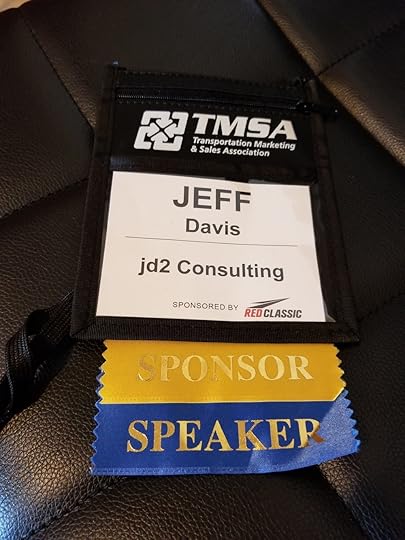 TMSA
Transportation Marketing
& Sales Association
JEFF
Davis
jd2 Consulting
SPONSORED BY RED CLASSIC
SPONSOR
SPEAKER